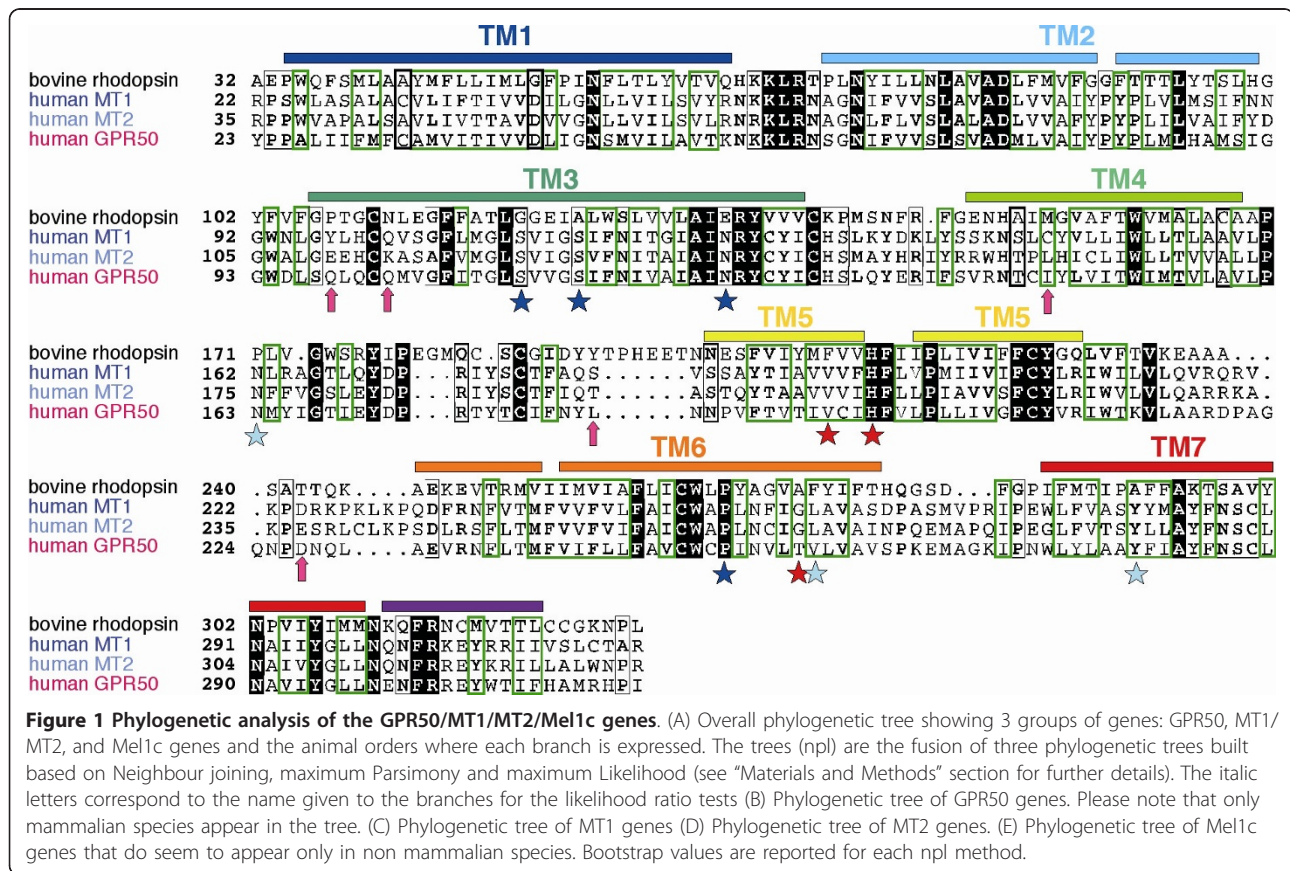 TM1 TM2
bovine rhodopsin 32 AEPWQFSMLAAYMFLLIMLGFPINFLTLYVTVQHKKLRTPLNYILLNLAVADLFMVFGGFTTTLYTSLHG
human MT1 22 RPSWLASALACVLIFTIVVDILGNLLVILSVYRNKKLRNAGNIFVVSLAVADLVVAIYPYPLVLMSIFNN
human MT2 35 RPPWVAPALSAVLIVTTAVDVVGNLLVILSVLRNRKLRNAGNLFLVSLALADLVVAFYPYPLILVAIFYD
human GPR50 23 YPPALIIFMFCAMVITIVVDLIGNSMVILAVTKNKKLRNSGNIFVVSLSVADMLVAIYPYPLMLHAMSIG
TM3 TM4
bovine rhodopsin 102 YFVFGPTGCNLEGFFATLGGEIALWSLVVLAIERYVVVCKPMSNFR.FGENHAIMGVAFTWVMALACAAP
human MT1 92 GWNLGYLHCQVSGFLMGLSVIGSIFNITGIAINRYCYICHSLKYDKLYSSKNSLCYVLLIWLLTLAAVLP
human MT2 105 GWALGEEHCKASAFVMGLSVIGSVFNITAIAINRYCYICHSMAYHRIYRRWHTPLHICLIWLLTVVALLP
human GPR50 93 GWDLSQLQCQMVGFITGLSVVGSIFNIVAIAINRYCYICHSLQYERIFSVRNTCIYLVITWIMTVLAVLP
TM5 TM5
bovine rhodopsin 171 PLV.GWSRYIPEGMQC.SCGIDYYTPHEETNNESFVIYMFVVHFIIPLIVIFFCYGQLVFTVKEAAA.
human MT1 162 NLRAGTLQYDP...RIYSCTFAQS......VSSAYTIAVVVFHFLVPMIIVIFCYLRIWILVLQVRQRV.
human MT2 175 NFFVGSLEYDP...RIYSCTFIQT......ASTQYTAAVVVIHFLLPIAVVSFCYLRIWVLVLQARRKA.
human GPR50 163 NMYIGTIEYDP...RTYTCIFNYL......NNPVFTVTIVCIHFVLPLLIVGFCYVRIWTKVLAARDPAG
TM6 TM7
bovine rhodopsin 240 .SATTQK....AEKEVTRMVIIMVIAFLICWLPYAGVAFYIFTHQGSD...FGPIFMTIPAFFAKTSAVY
human MT1 222 .KPDRKPKLKPQDFRNFVTMFVVFVLFAICWAPLNFIGLAVASDPASMVPRIPEWLFVASYYMAYFNSCL
human MT2 235 .KPESRLCLKPSDLRSFLTMFVVFVIFAICWAPLNCIGLAVAINPQEMAPQIPEGLFVTSYLLAYFNSCL
human GPR50 224 QNPDNQL....AEVRNFLTMFVIFLLFAVCWCPINVLTVLVAVSPKEMAGKIPNWLYLAAYFIAYFNSCL
bovine rhodopsin 302 NPVIYIMMNKQFRNCMVTTLCCGKNPL
human MT1 291 NAIIYGLLNQNFRKEYRRIIVSLCTAR
human MT2 304 NAIVYGLLNQNFRREYKRILLALWNPR
human GPR50 290 NAVIYGLLNENFRREYWTIFHAMRHPI
Figure 1 Phylogenetic analysis of the GPR50/MT1/MT2/Mel1c genes. (A) Overall phylogenetic tree showing 3 groups of genes: GPR50, MT1/
MT2, and Mel1c genes and the animal orders where each branch is expressed. The trees (npl) are the fusion of three phylogenetic trees built
based on Neighbour joining, maximum Parsimony and maximum Likelihood (see “Materials and Methods” section for further details). The italic
letters correspond to the name given to the branches for the likelihood ratio tests (B) Phylogenetic tree of GPR50 genes. Please note that only
mammalian species appear in the tree. (C) Phylogenetic tree of MT1 genes (D) Phylogenetic tree of MT2 genes. (E) Phylogenetic tree of Mel1c
genes that do seem to appear only in non mammalian species. Bootstrap values are reported for each npl method.